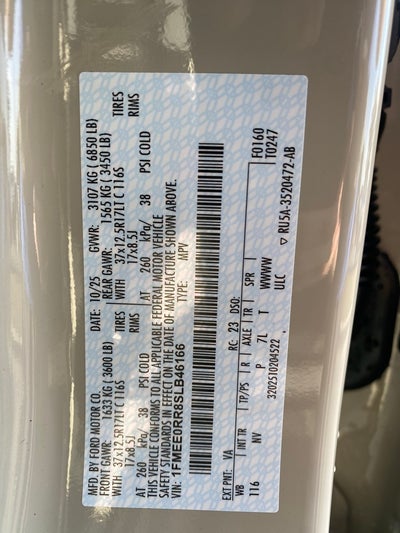 MFD. BY FORD MOTOR CO. DATE: 10/25 GVWR: 3107 KG ( 6850 LB)
FRONT GAWR: 1633 KG ( 3600 LB) REAR GAWR: 1565 KG ( 3450 LB)
WITH 37x12.5R17LT C 116S TIRES WITH 37x12.5R17LT C 116S TIRES
17x8.5J RIMS 17x8.5J RIMS
AT 260 kPa/ 38 PSI COLD AT 260 kPa/ 38 PSI COLD
THIS VEHICLE CONFORMS TO ALL APPLICABLE FEDERAL MOTOR VEHICLE
SAFETY STANDARDS IN EFFECT ON THE DATE OF MANUFACTURE SHOWN ABOVE.
VIN: 1FMEE0RR8SLB46166 TYPE: MPV
F0160
T0247
EXT PNT: VA RC: 23 DSO:
WB INT TR TP/PS R AXLE TR SPR
116 NV P 7L T WWWW
ULC
3202510204522 RU5A-3520472-AB